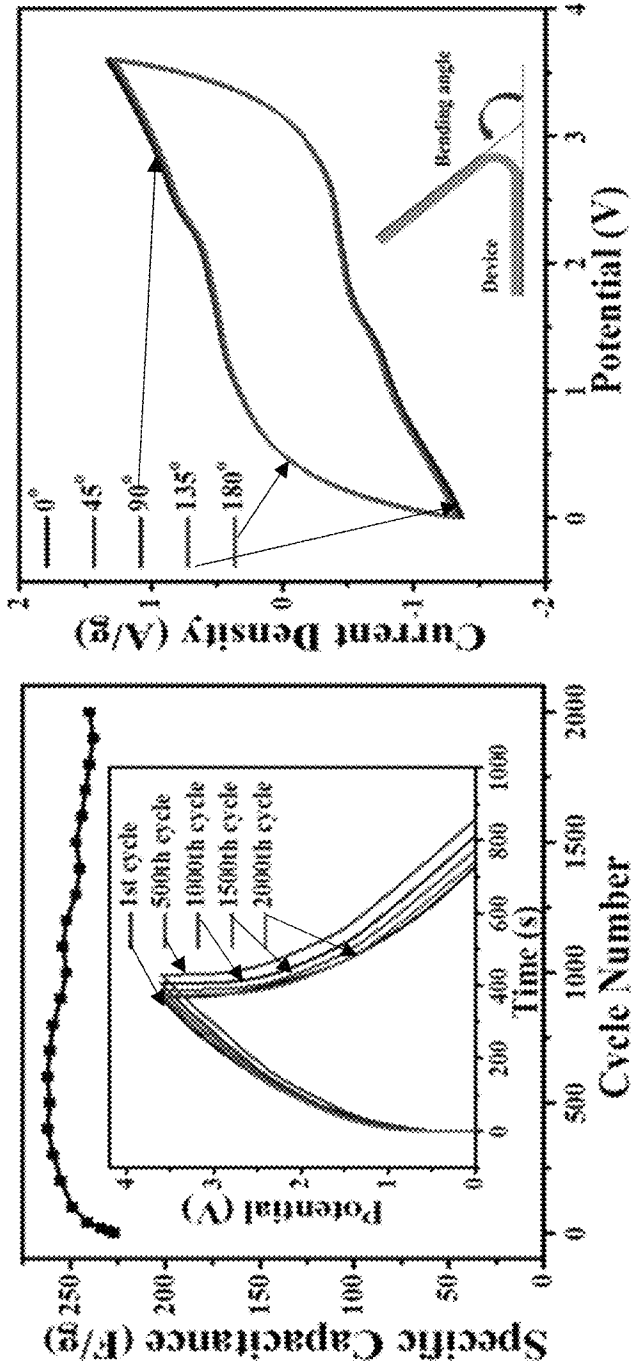 Specific Capacitance (F/g)
250
200
150
100
50
0
0
500
1000
1500
2000
Cycle Number
Potential (V)
4
3
2
1
0
0
200
400
600
800
1000
Time (s)
1st cycle
500th cycle
1000th cycle
1500th cycle
2000th cycle
Current Density (A/g)
2
1
0
-1
-2
0
1
2
3
4
Potential (V)
0°
45°
90°
135°
180°
Device
Bending angle